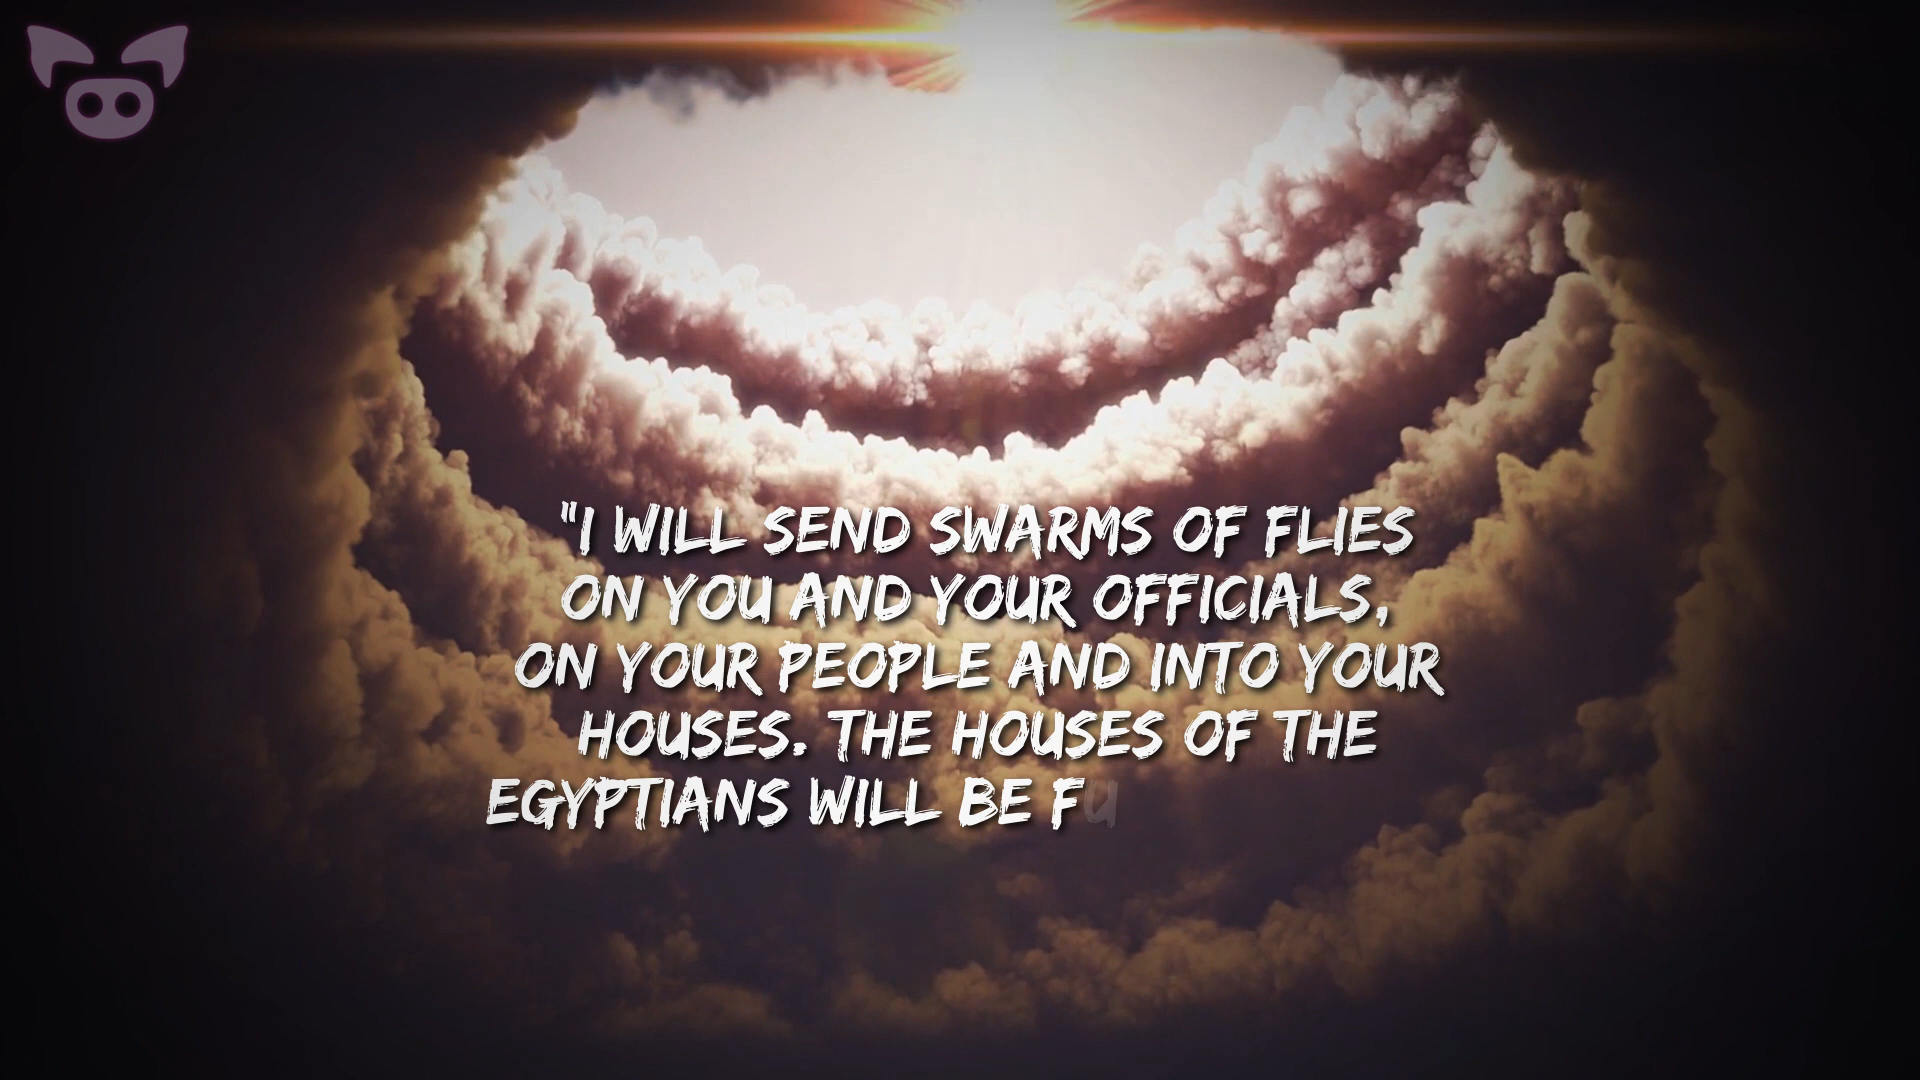 "I WILL SEND SWARMS OF FLIES
ON YOU AND YOUR OFFICIALS,
ON YOUR PEOPLE AND INTO YOUR
HOUSES. THE HOUSES OF THE
EGYPTIANS WILL BE FU